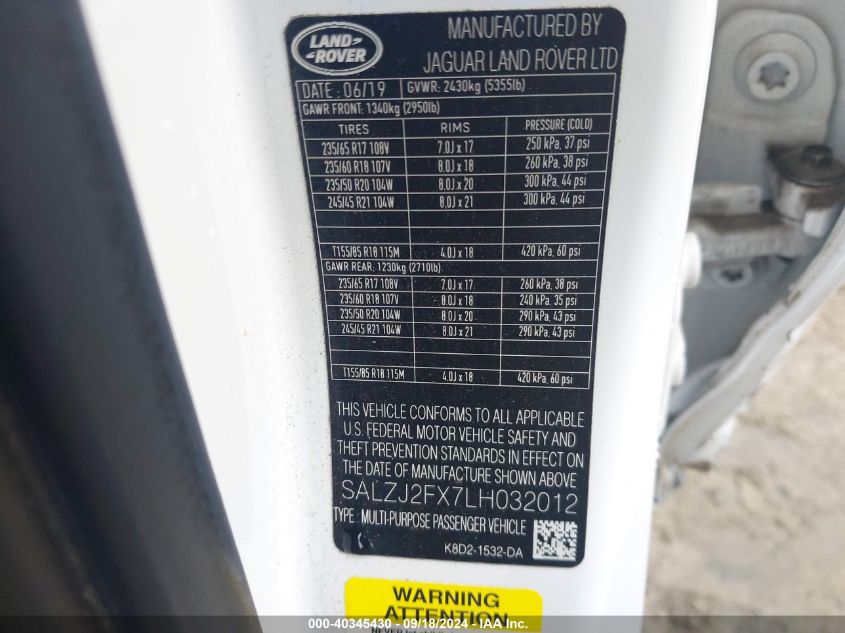 LAND-
ROVER
MANUFACTURED BY
JAGUAR LAND ROVER LTD
DATE: 06/19 GVWR: 2430kg (5355lb)
GAWR FRONT: 1340kg (2950lb)
TIRES RIMS PRESSURE (COLD)
235/65 R17 108V 7.0J x 17 250 kPa, 37 psi
235/60 R18 107V 8.0J x 18 260 kPa, 38 psi
235/50 R20 104W 8.0J x 20 300 kPa, 44 psi
245/45 R21 104W 8.0J x 21 300 kPa, 44 psi
T155/85 R18 115M 4.0J x 18 420 kPa, 60 psi
GAWR REAR: 1230kg (2710lb)
235/65 R17 108V 7.0J x 17 260 kPa, 38 psi
235/60 R18 107V 8.0J x 18 240 kPa, 35 psi
235/50 R20 104W 8.0J x 20 290 kPa, 43 psi
245/45 R21 104W 8.0J x 21 290 kPa, 43 psi
T155/85 R18 115M 4.0J x 18 420 kPa, 60 psi
THIS VEHICLE CONFORMS TO ALL APPLICABLE
U.S. FEDERAL MOTOR VEHICLE SAFETY AND
THEFT PREVENTION STANDARDS IN EFFECT ON
THE DATE OF MANUFACTURE SHOWN ABOVE
SALZJ2FX7LH032012
TYPE: MULTI-PURPOSE PASSENGER VEHICLE
K8D2-1532-DA
WARNING
ATTENTION
000-40345430 - 09/18/2024 - IAA, Inc.